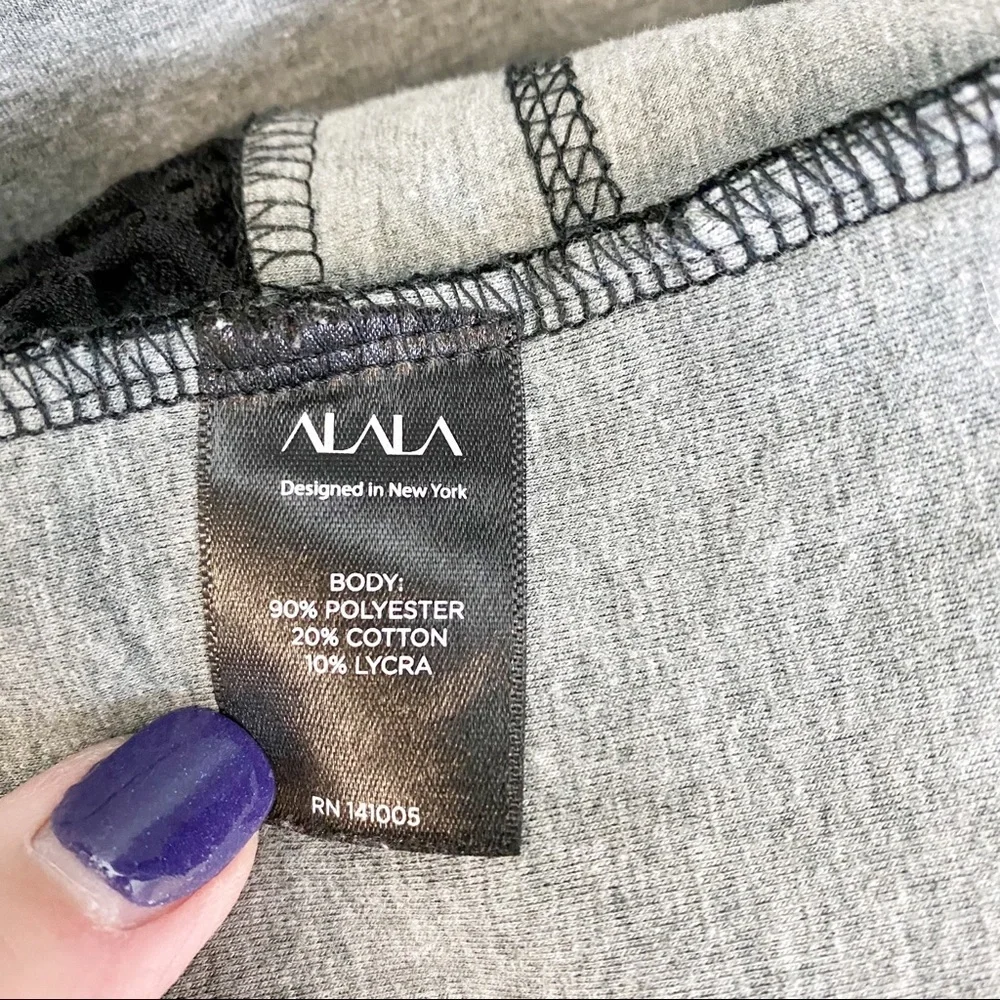 ALALA
Designed in New York
BODY:
90% POLYESTER
20% COTTON
10% LYCRA
RN 141005